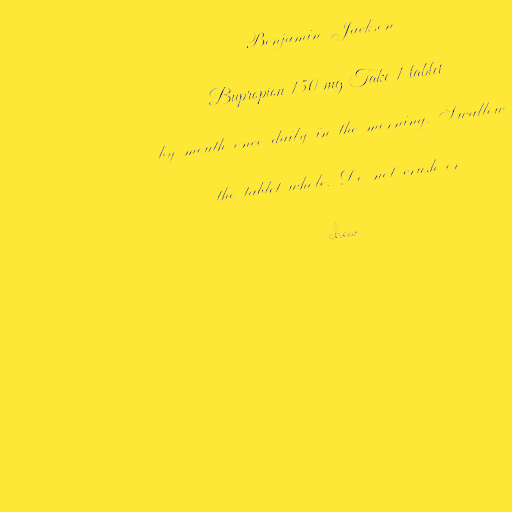 Benjamin Jackson
Bupropion 150 mg Take 1 tablet
by mouth once daily in the morning. Swallow
the tablet whole. Do not crush or
chew